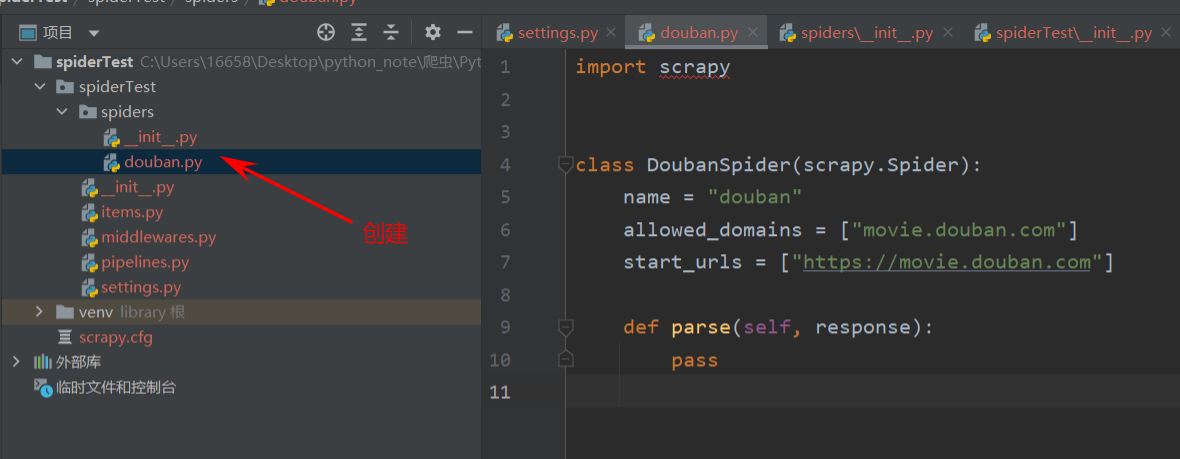 spiderTest spiderTest spiders douban.py
项目
settings.py
douban.py
spiders\__init__.py
spiderTest\__init__.py
spiderTest C:\Users\16658\Desktop\python_note\爬虫\Pyt
spiderTest
spiders
__init__.py
douban.py
__init__.py
items.py
middlewares.py
pipelines.py
settings.py
venv library 根
scrapy.cfg
外部库
临时文件和控制台
创建
1 import scrapy
2
3
4 class DoubanSpider(scrapy.Spider):
5 name = "douban"
6 allowed_domains = ["movie.douban.com"]
7 start_urls = ["https://movie.douban.com"]
8
9 def parse(self, response):
10 pass
11